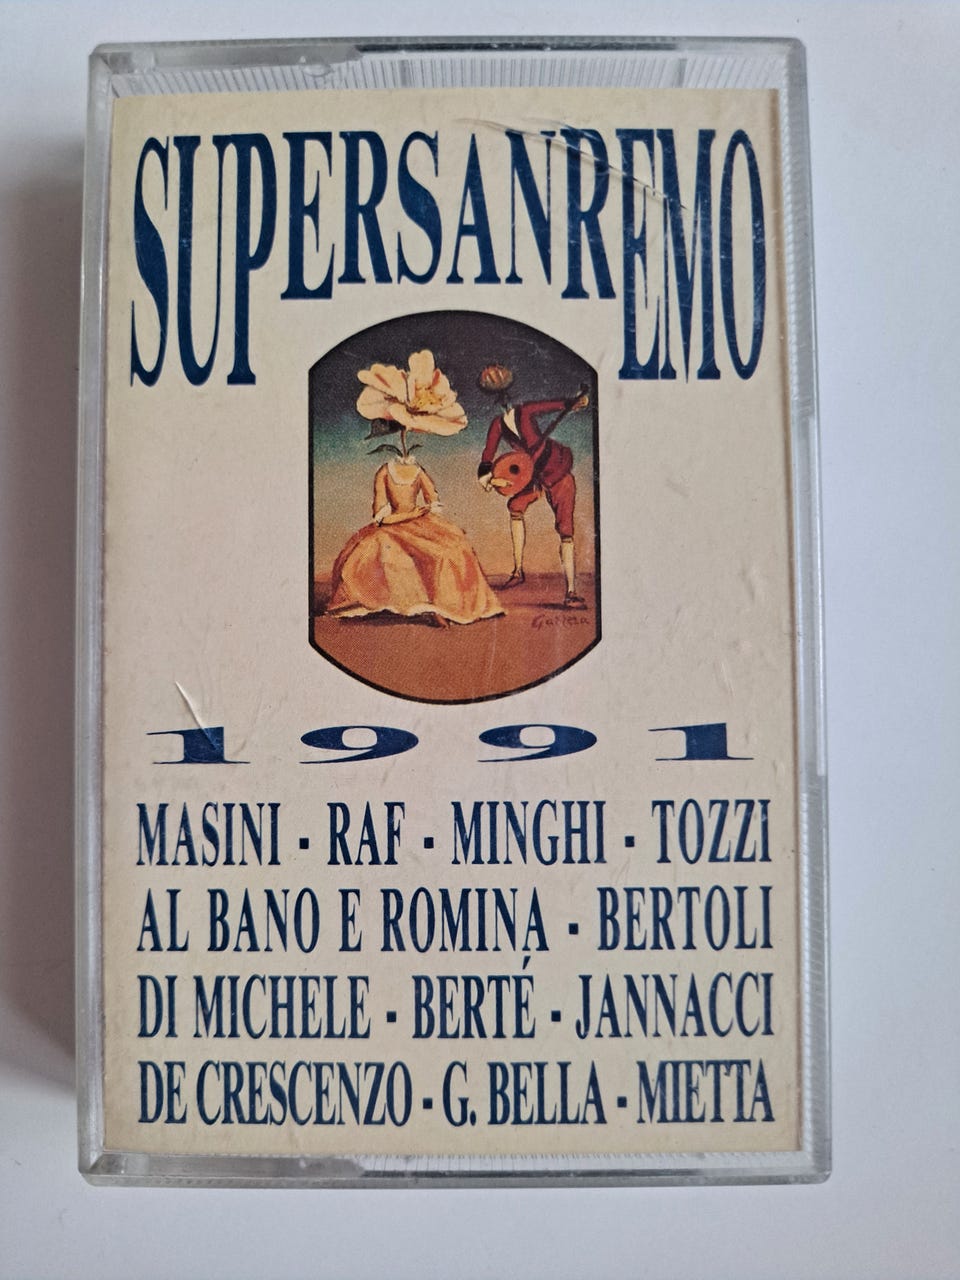 SUPERSANREMO
1991
MASINI · RAF · MINGHI · TOZZI
AL BANO E ROMINA · BERTOLI
DI MICHELE · BERTÉ · JANNACCI
DE CRESCENZO · G. BELLA · MIETTA